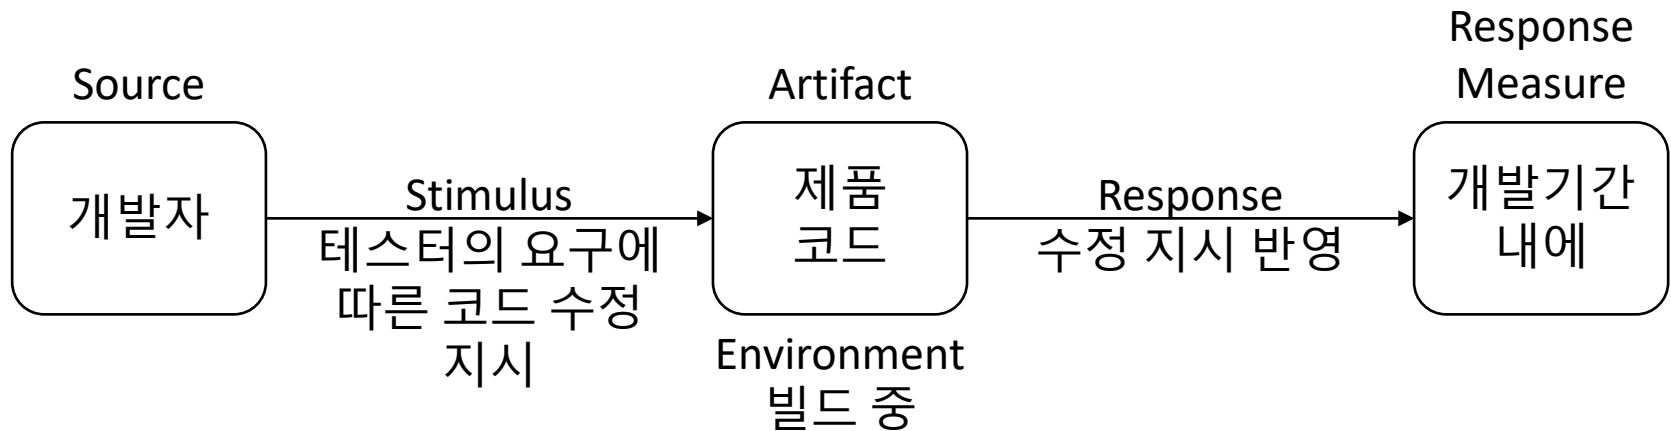 Source
개발자
Stimulus
테스터의 요구에
따른 코드 수정
지시
Artifact
제품
코드
Environment
빌드 중
Response
수정 지시 반영
Response
Measure
개발기간
내에